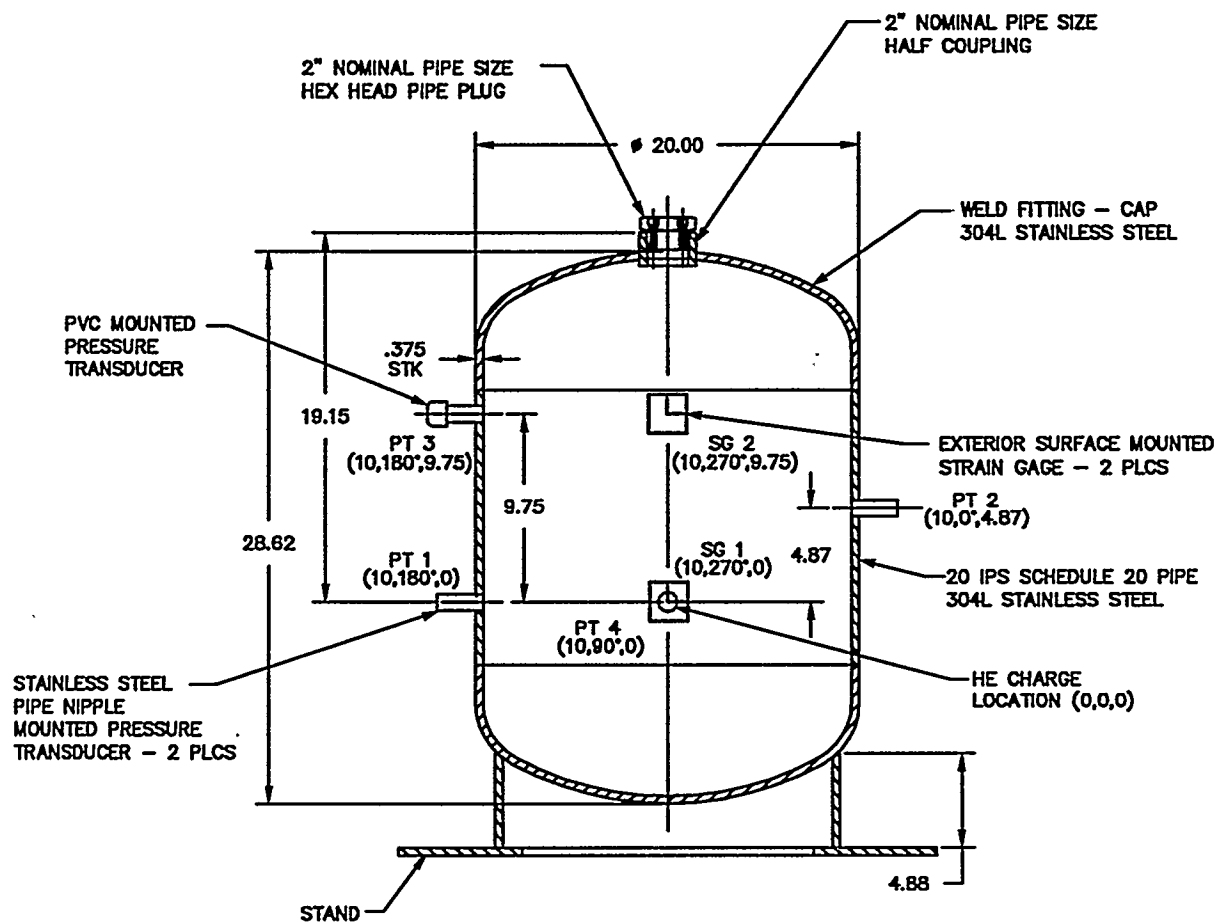 2" NOMINAL PIPE SIZE
HALF COUPLING
2" NOMINAL PIPE SIZE
HEX HEAD PIPE PLUG
ø 20.00
WELD FITTING – CAP
304L STAINLESS STEEL
PVC MOUNTED
PRESSURE
TRANSDUCER
.375
STK
19.15
PT 3
(10,180°,9.75)
SG 2
(10,270°,9.75)
EXTERIOR SURFACE MOUNTED
STRAIN GAGE – 2 PLCS
9.75
PT 2
(10,0°,4.87)
28.62
PT 1
(10,180°,0)
SG 1
(10,270°,0)
4.87
20 IPS SCHEDULE 20 PIPE
304L STAINLESS STEEL
PT 4
(10,90°,0)
STAINLESS STEEL
PIPE NIPPLE
MOUNTED PRESSURE
TRANSDUCER – 2 PLCS
HE CHARGE
LOCATION (0,0,0)
4.88
STAND